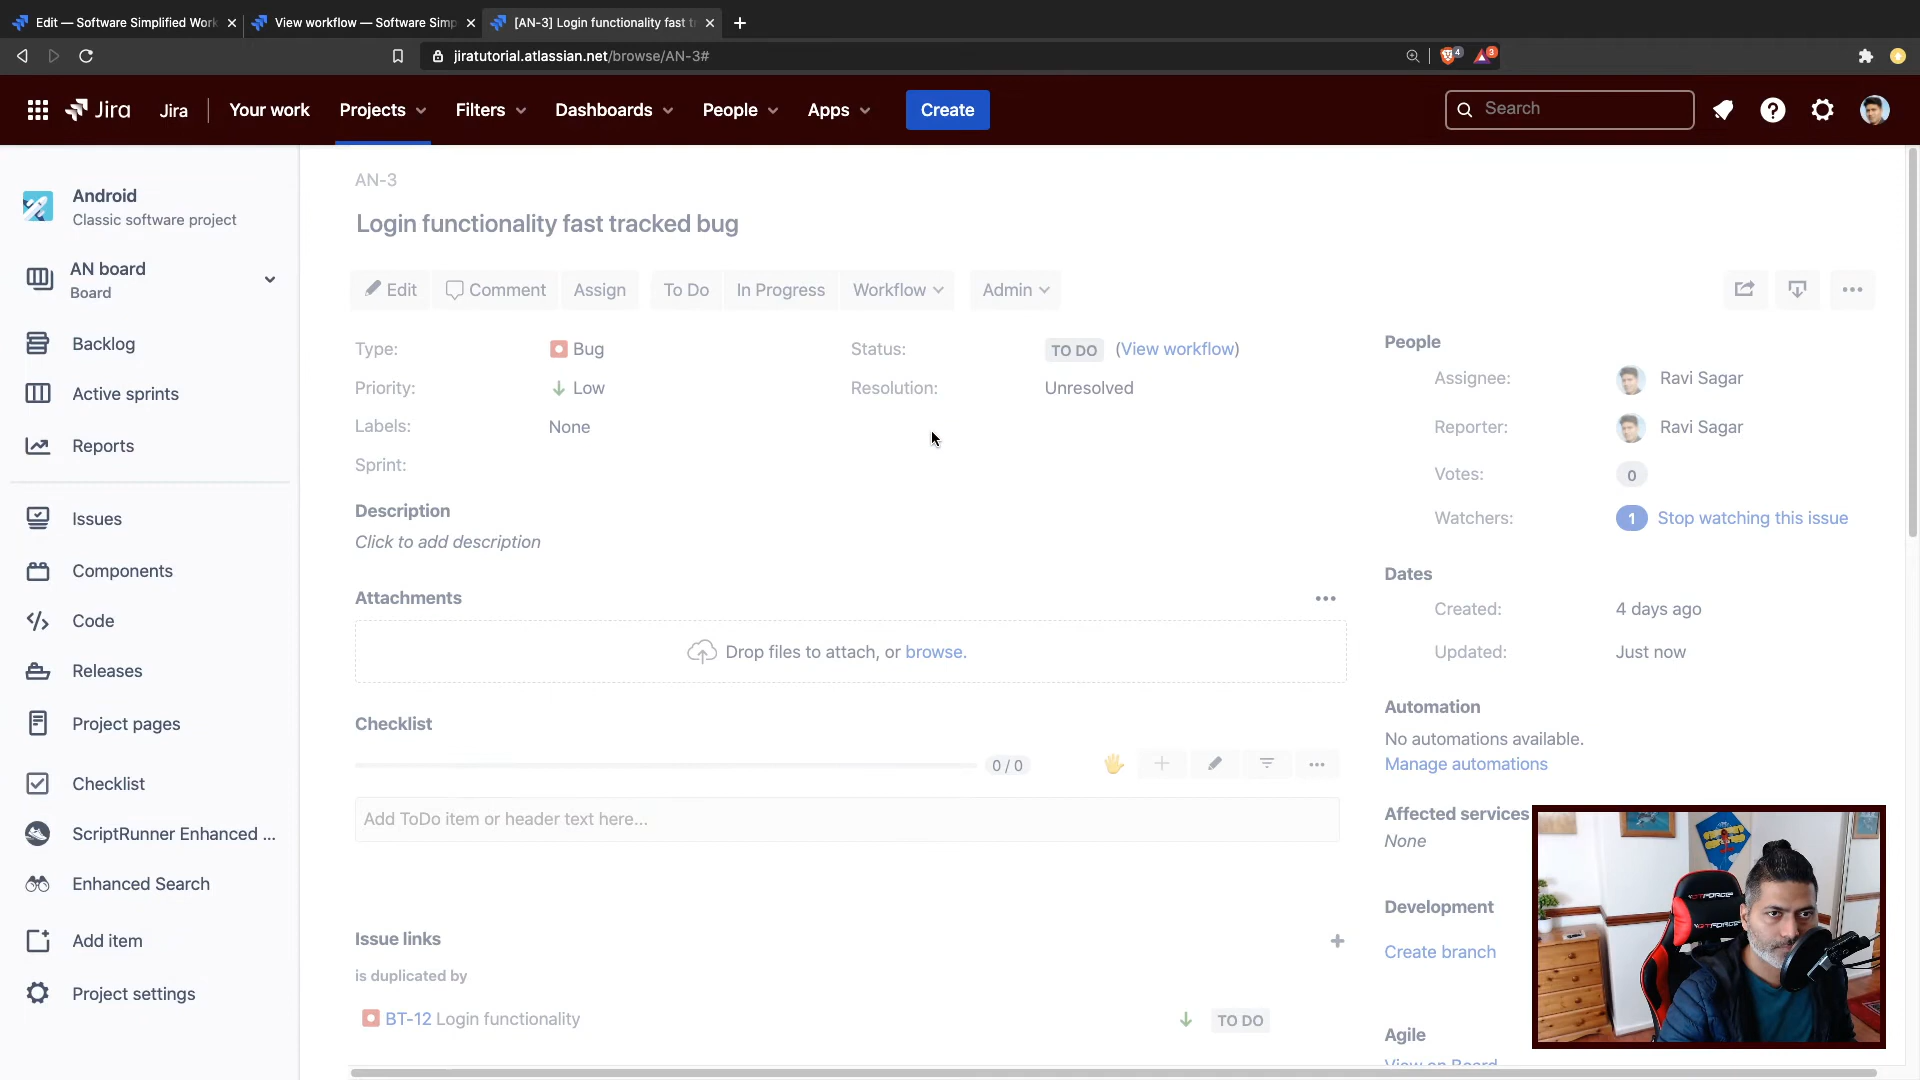 Edit — Software Simplified Work
View workflow — Software Simp
[AN-3] Login functionality fast t
jiratutorial.atlassian.net/browse/AN-3#
4
3
Jira
Jira
Your work
Projects
Filters
Dashboards
People
Apps
Create
Search
Android
Classic software project
AN board
Board
Backlog
Active sprints
Reports
Issues
Components
Code
Releases
Project pages
Checklist
ScriptRunner Enhanced ...
Enhanced Search
Add item
Project settings
AN-3
Login functionality fast tracked bug
Edit
Comment
Assign
To Do
In Progress
Workflow
Admin
Type:
Bug
Status:
TO DO
(View workflow)
Priority:
Low
Resolution:
Unresolved
Labels:
None
Sprint:
Description
Click to add description
Attachments
Drop files to attach, or browse.
Checklist
0 / 0
Add ToDo item or header text here...
Issue links
is duplicated by
BT-12 Login functionality
TO DO
People
Assignee:
Ravi Sagar
Reporter:
Ravi Sagar
Votes:
0
Watchers:
1
Stop watching this issue
Dates
Created:
4 days ago
Updated:
Just now
Automation
No automations available.
Manage automations
Affected services
None
Development
Create branch
Agile
View on Board
GTFORCE